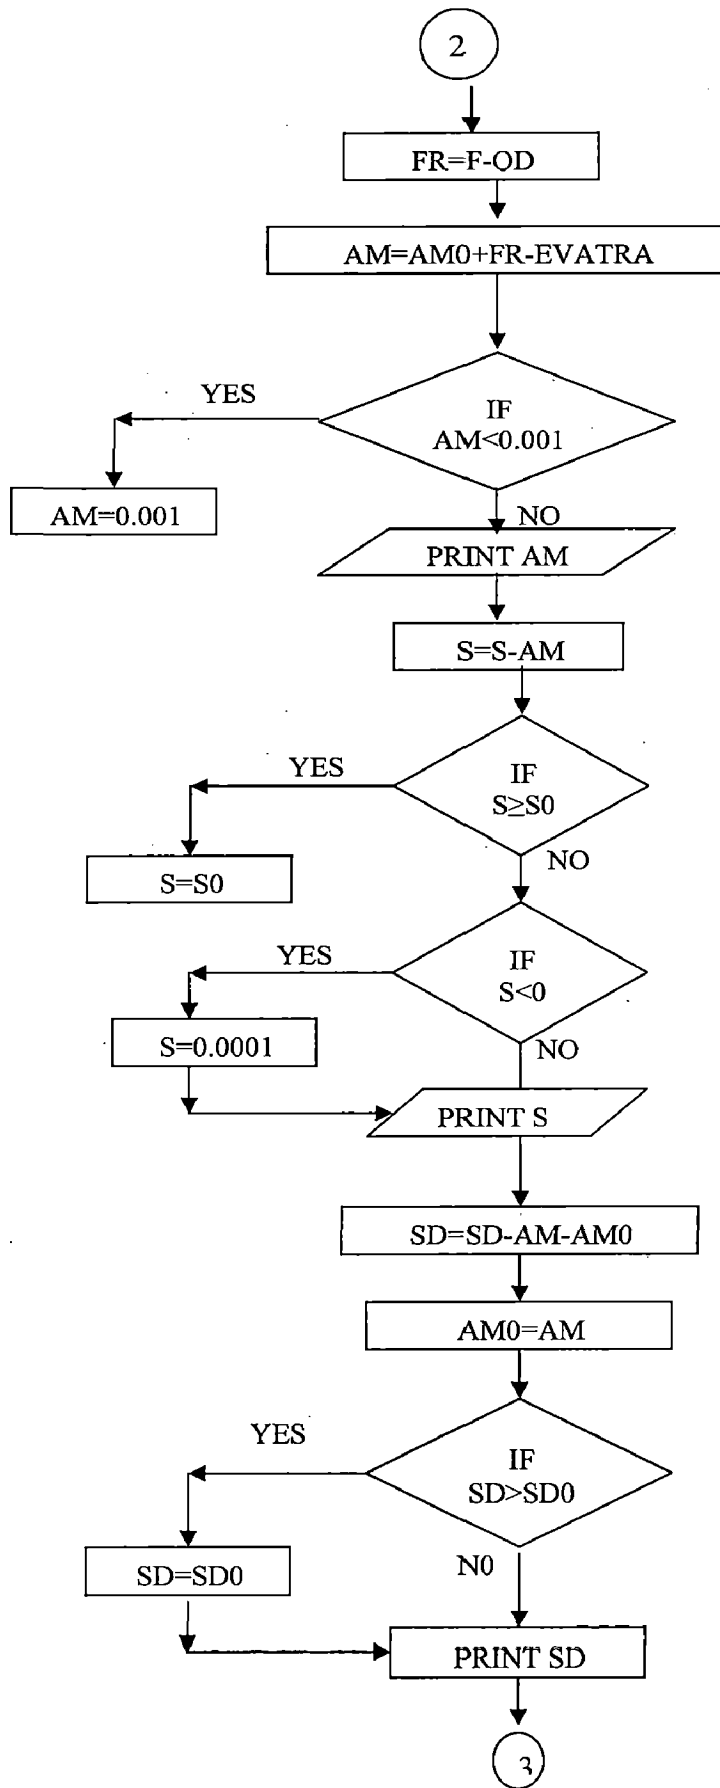 2
FR=F-QD
AM=AM0+FR-EVATRA
YES
IF
AM<0.001
AM=0.001
NO
PRINT AM
S=S-AM
YES
IF
S≥S0
NO
S=S0
YES
IF
S<0
S=0.0001
NO
PRINT S
SD=SD-AM-AM0
AM0=AM
YES
IF
SD>SD0
SD=SD0
N0
PRINT SD
3